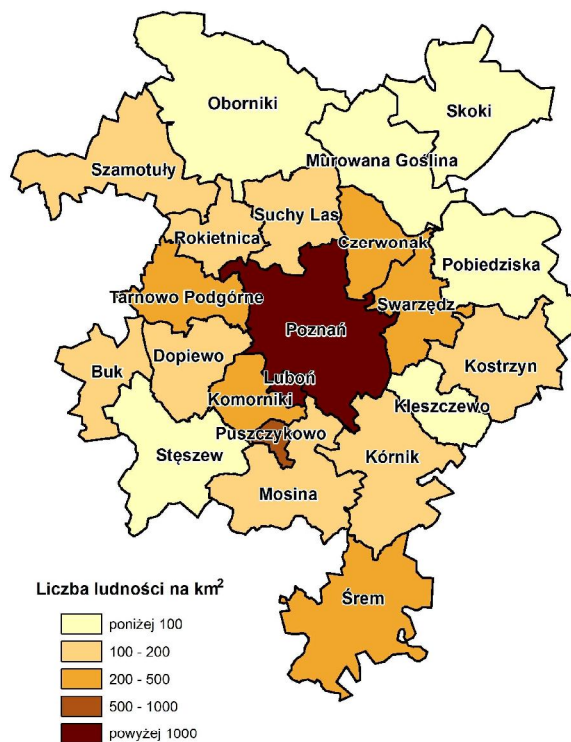 Oborniki
Skoki
Murowana Goślina
Szamotuły
Suchy Las
Rokietnica
Czerwonak
Pobiedziska
Tarnowo Podgórne
Swarzędz
Poznań
Buk
Dopiewo
Kostrzyn
Luboń
Komorniki
Kleszczewo
Puszczykowo
Stęszew
Kórnik
Mosina
Śrem
Liczba ludności na km²
poniżej 100
100 - 200
200 - 500
500 - 1000
powyżej 1000